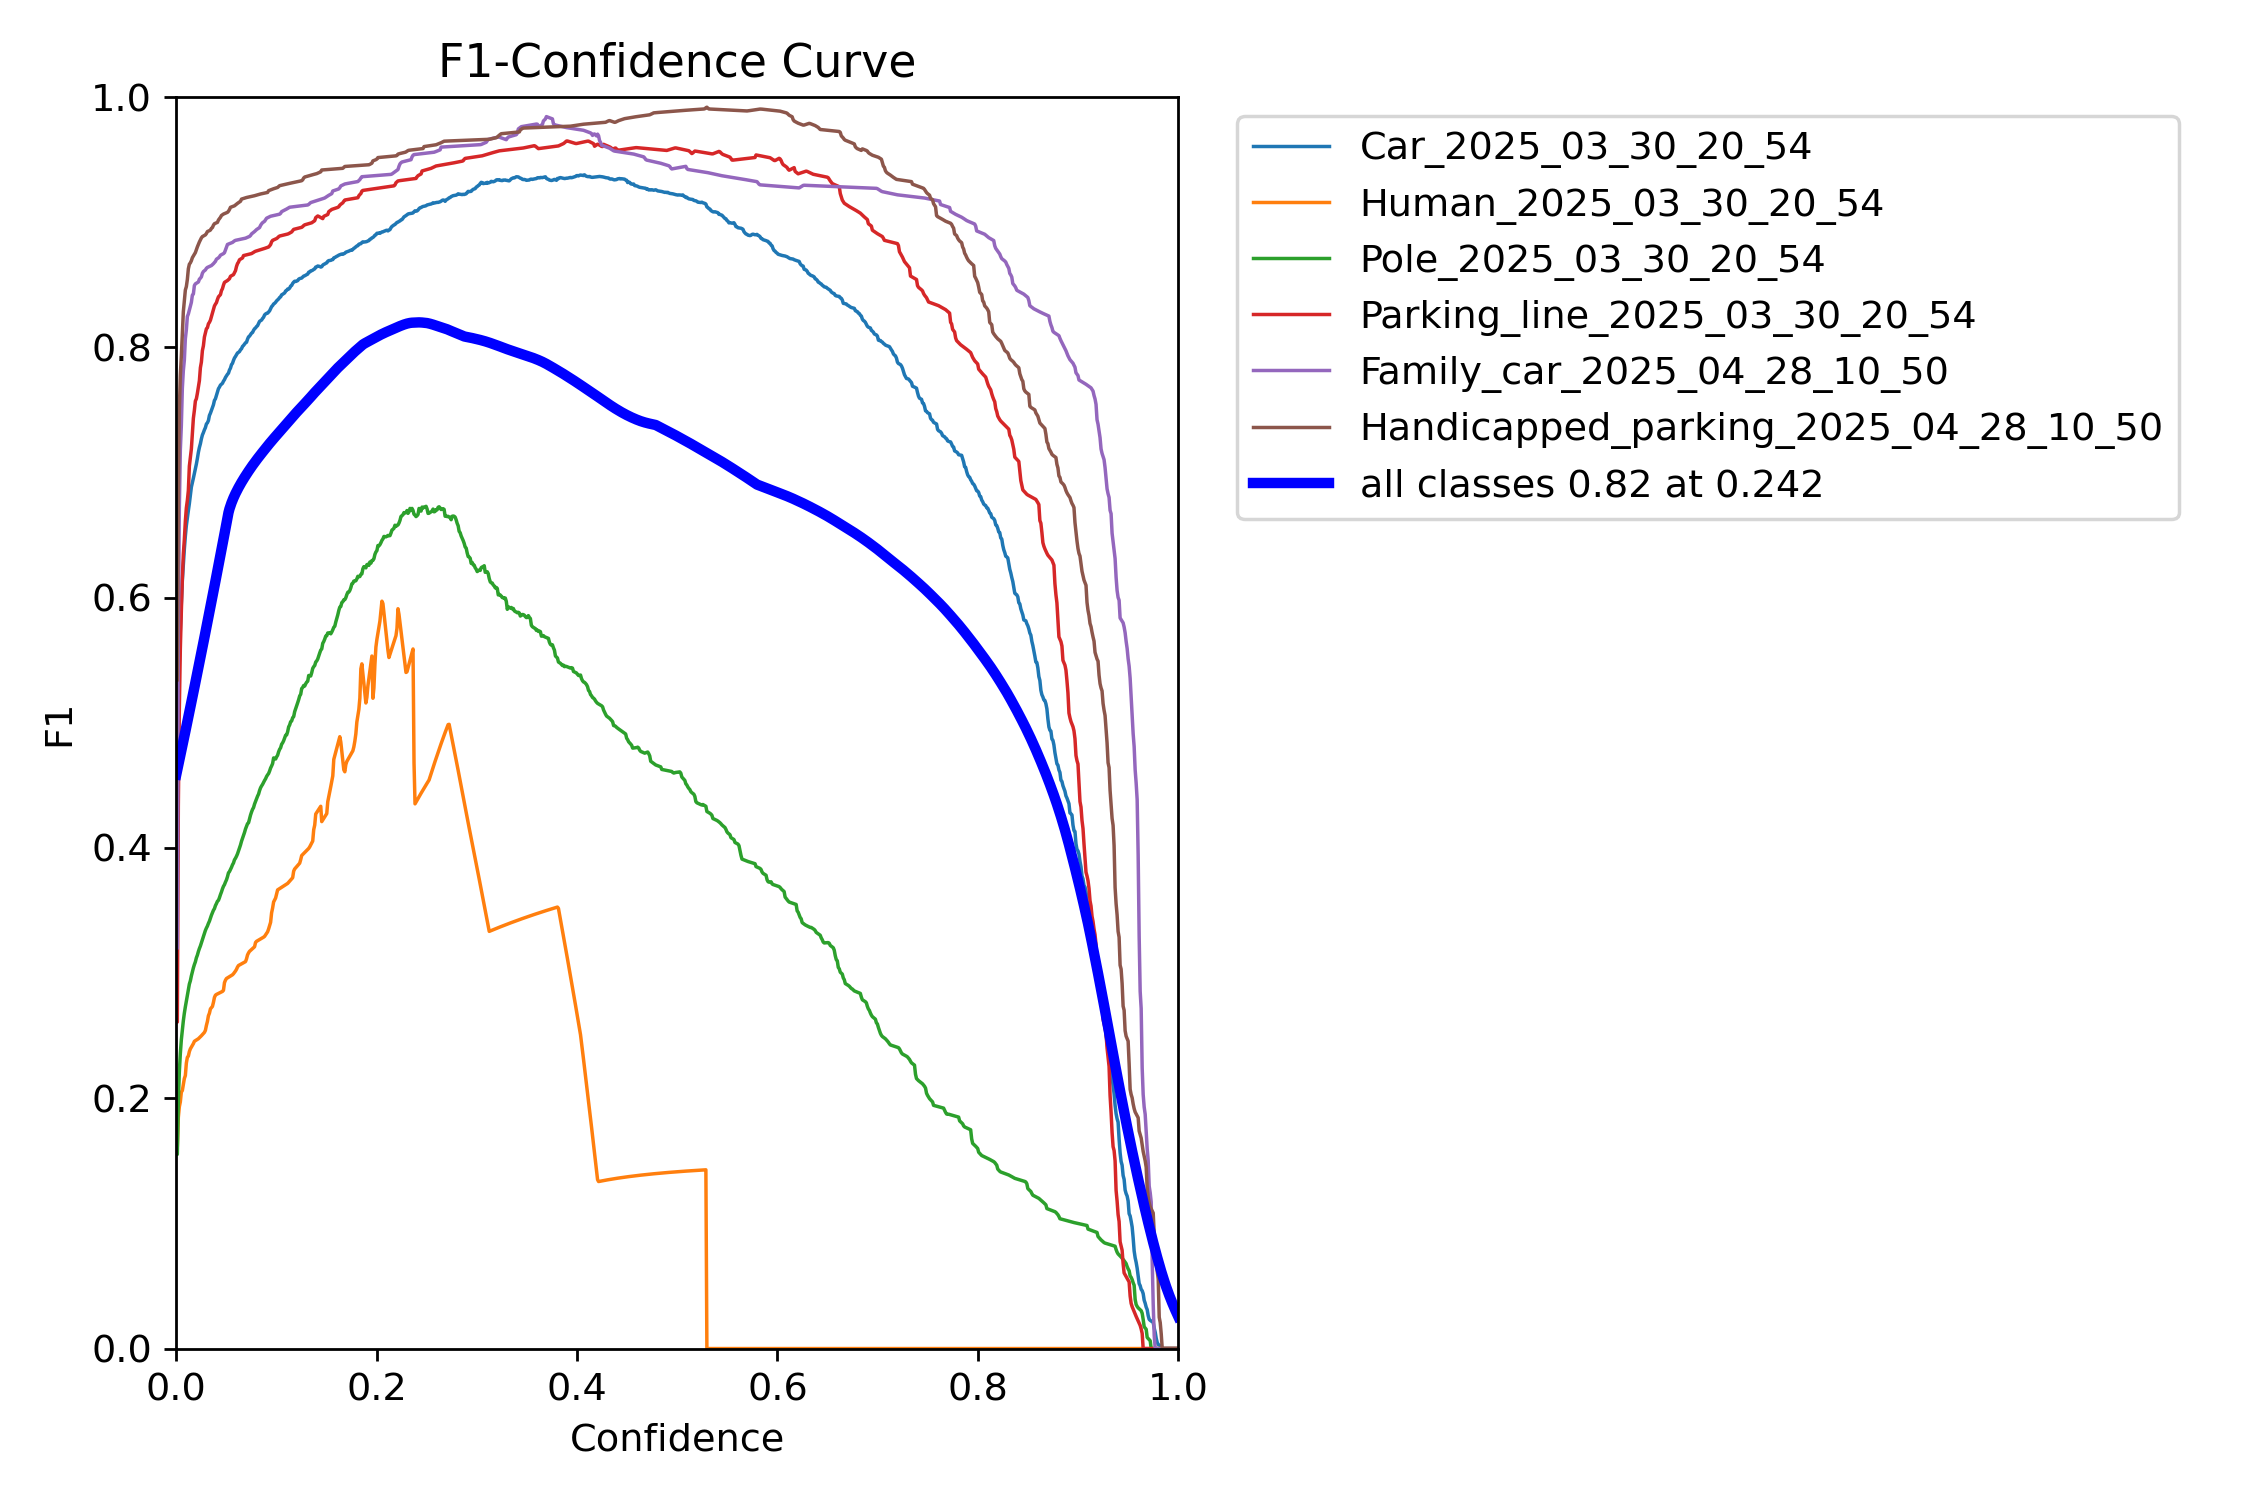 F1-Confidence Curve
1.0
0.8
0.6
0.4
0.2
0.0
F1
0.0 0.2 0.4 0.6 0.8 1.0
Confidence
Car_2025_03_30_20_54
Human_2025_03_30_20_54
Pole_2025_03_30_20_54
Parking_line_2025_03_30_20_54
Family_car_2025_04_28_10_50
Handicapped_parking_2025_04_28_10_50
all classes 0.82 at 0.242